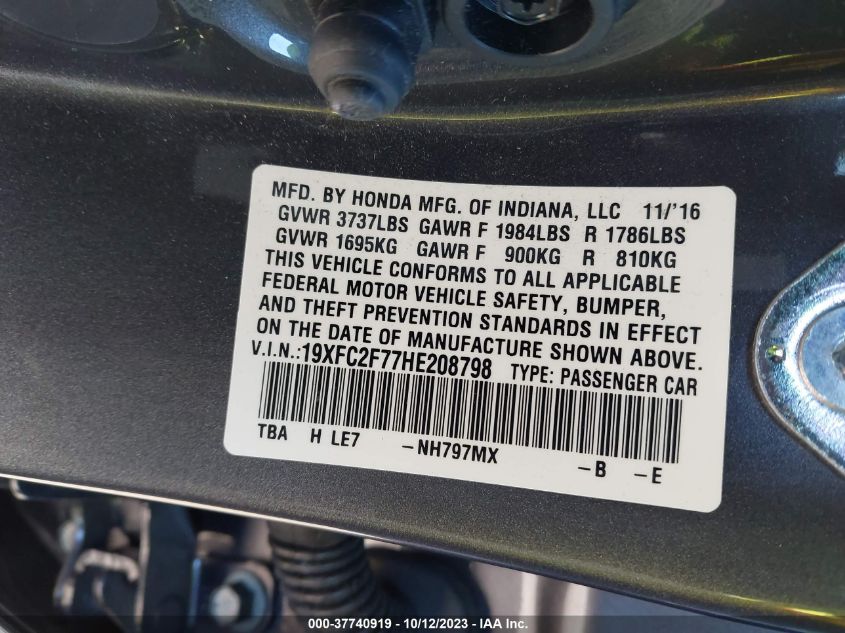 MFD. BY HONDA MFG. OF INDIANA, LLC 11/'16
GVWR 3737LBS GAWR F 1984LBS R 1786LBS
GVWR 1695KG GAWR F 900KG R 810KG
THIS VEHICLE CONFORMS TO ALL APPLICABLE
FEDERAL MOTOR VEHICLE SAFETY, BUMPER,
AND THEFT PREVENTION STANDARDS IN EFFECT
ON THE DATE OF MANUFACTURE SHOWN ABOVE.
V.I.N.:19XFC2F77HE208798 TYPE: PASSENGER CAR
TBA H LE7 -NH797MX -B -E
000-37740919 - 10/12/2023 - IAA Inc.